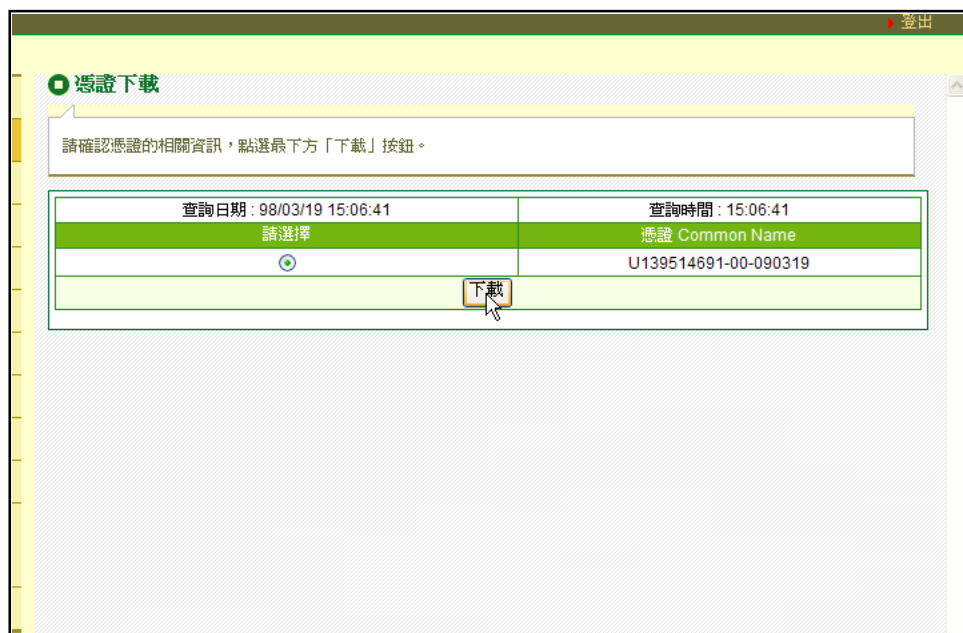 登出
憑證下載
請確認憑證的相關資訊，點選最下方「下載」按鈕。
查詢日期 : 98/03/19 15:06:41 查詢時間 : 15:06:41
請選擇 憑證 Common Name
U139514691-00-090319
下載